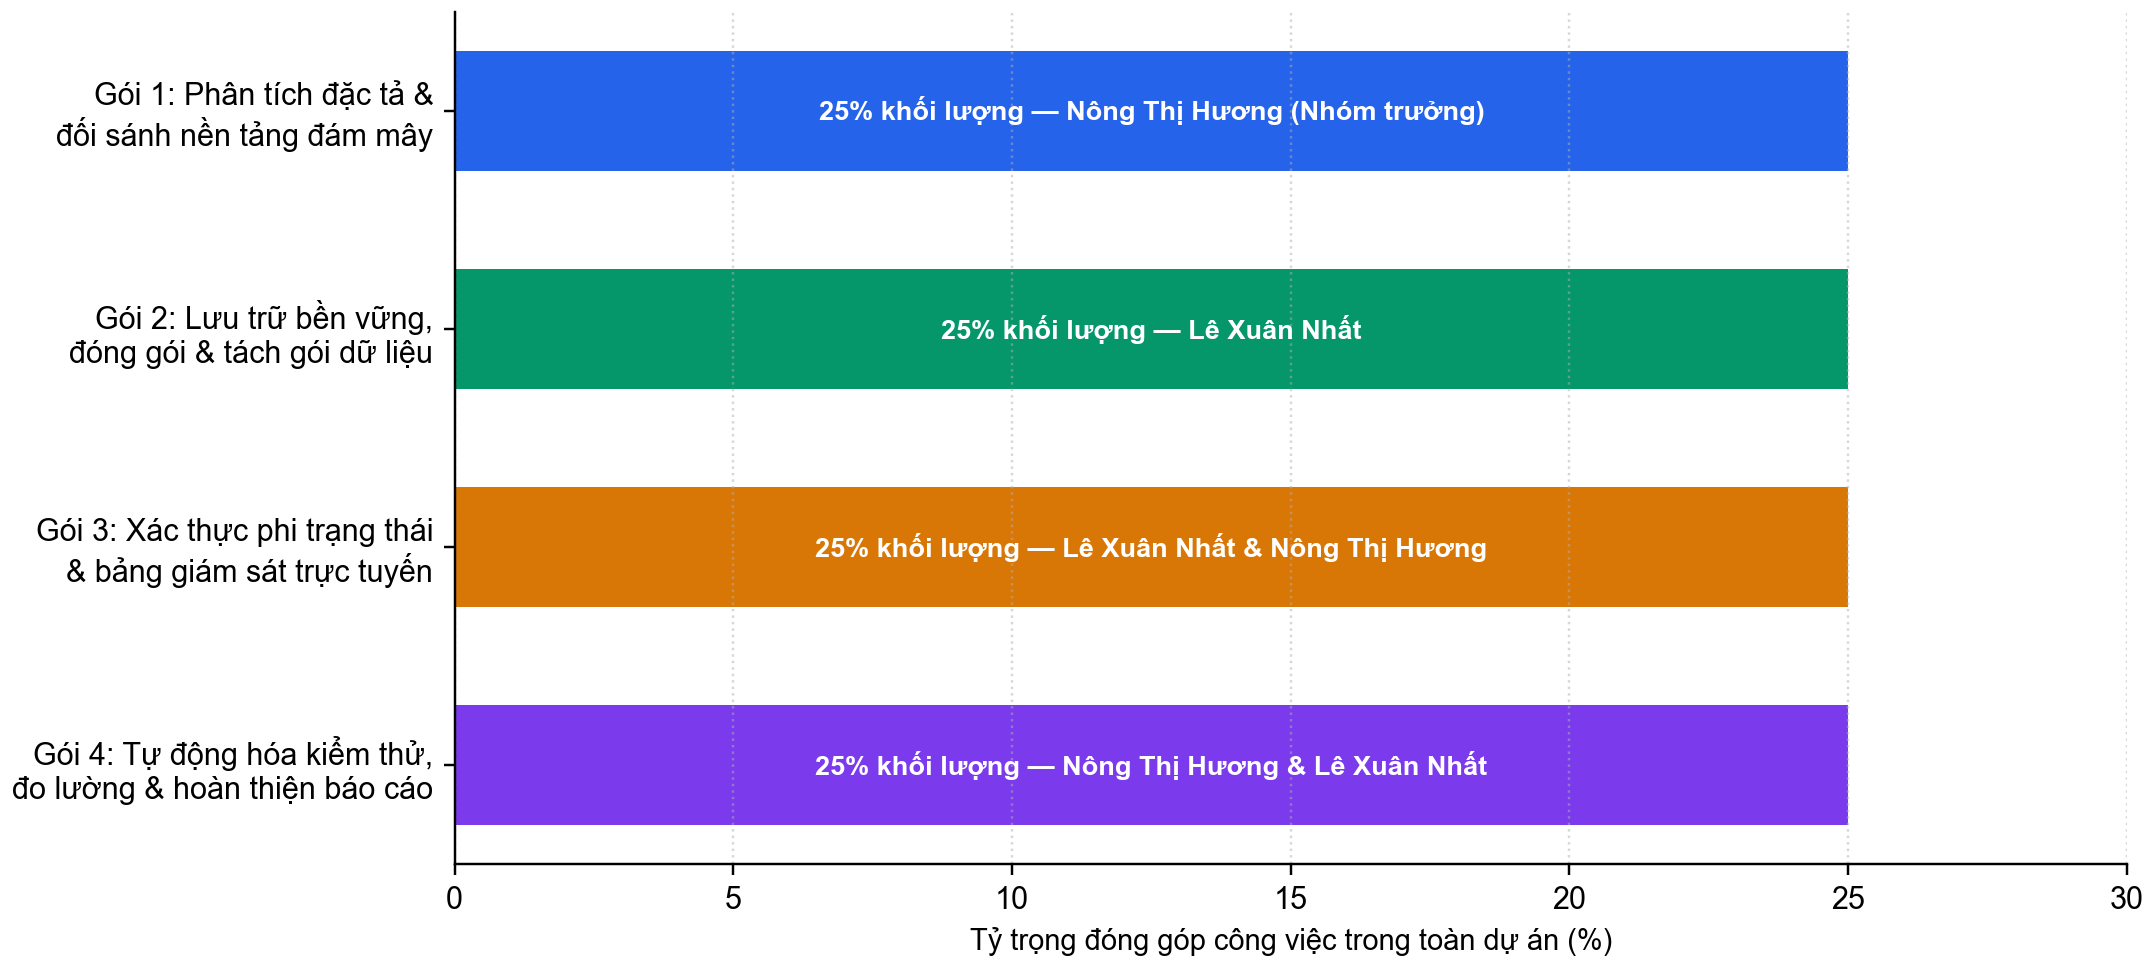 Gói 1: Phân tích đặc tả &
đối sánh nền tảng đám mây
25% khối lượng — Nông Thị Hương (Nhóm trưởng)
Gói 2: Lưu trữ bền vững,
đóng gói & tách gói dữ liệu
25% khối lượng — Lê Xuân Nhất
Gói 3: Xác thực phi trạng thái
& bảng giám sát trực tuyến
25% khối lượng — Lê Xuân Nhất & Nông Thị Hương
Gói 4: Tự động hóa kiểm thử,
đo lường & hoàn thiện báo cáo
25% khối lượng — Nông Thị Hương & Lê Xuân Nhất
0 5 10 15 20 25 30
Tỷ trọng đóng góp công việc trong toàn dự án (%)